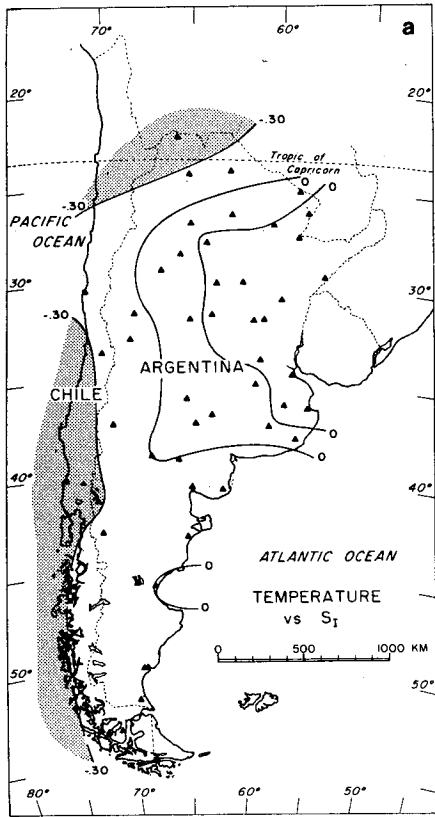 70° 60° a
20° 20°
-.30
Tropic of
Capricorn
0
0
-.30
PACIFIC
OCEAN
30° 30°
-.30
ARGENTINA
CHILE
0
0
40° 40°
ATLANTIC OCEAN
0
TEMPERATURE
0
vs S_I
0 500 1000 KM
50° 50°
-.30
80° 70° 60° 50°